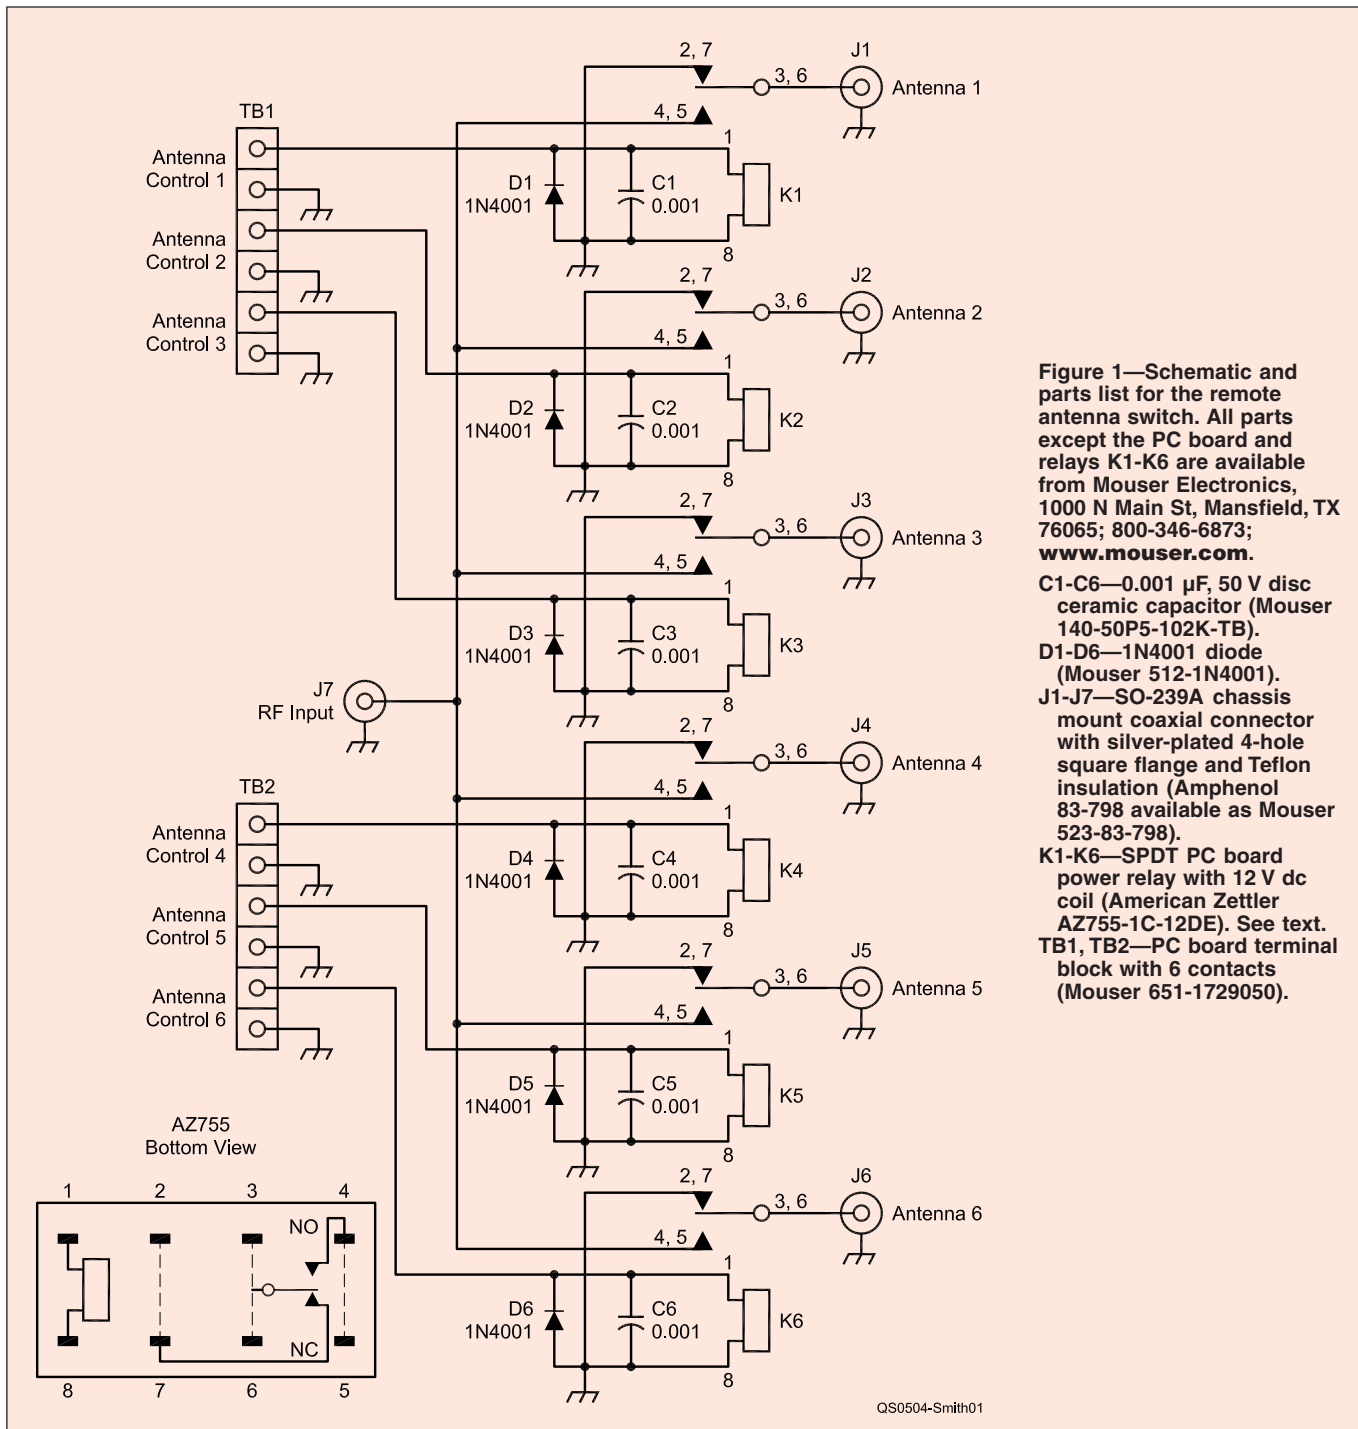 2, 7
J1
3, 6
Antenna 1
4, 5
TB1
Antenna
Control 1
Antenna
Control 2
Antenna
Control 3
1
D1
1N4001
C1
0.001
K1
8
2, 7
J2
3, 6
Antenna 2
4, 5
1
D2
1N4001
C2
0.001
K2
8
2, 7
J3
3, 6
Antenna 3
4, 5
1
D3
1N4001
C3
0.001
K3
8
J7
RF Input
2, 7
J4
3, 6
Antenna 4
4, 5
TB2
Antenna
Control 4
Antenna
Control 5
Antenna
Control 6
1
D4
1N4001
C4
0.001
K4
8
2, 7
J5
3, 6
Antenna 5
4, 5
1
D5
1N4001
C5
0.001
K5
8
2, 7
J6
3, 6
Antenna 6
4, 5
1
D6
1N4001
C6
0.001
K6
8
AZ755
Bottom View
1 2 3 4
NO
NC
8 7 6 5
QS0504-Smith01
Figure 1—Schematic and
parts list for the remote
antenna switch. All parts
except the PC board and
relays K1-K6 are available
from Mouser Electronics,
1000 N Main St, Mansfield, TX
76065; 800-346-6873;
www.mouser.com.
C1-C6—0.001 µF, 50 V disc
ceramic capacitor (Mouser
140-50P5-102K-TB).
D1-D6—1N4001 diode
(Mouser 512-1N4001).
J1-J7—SO-239A chassis
mount coaxial connector
with silver-plated 4-hole
square flange and Teflon
insulation (Amphenol
83-798 available as Mouser
523-83-798).
K1-K6—SPDT PC board
power relay with 12 V dc
coil (American Zettler
AZ755-1C-12DE). See text.
TB1, TB2—PC board terminal
block with 6 contacts
(Mouser 651-1729050).